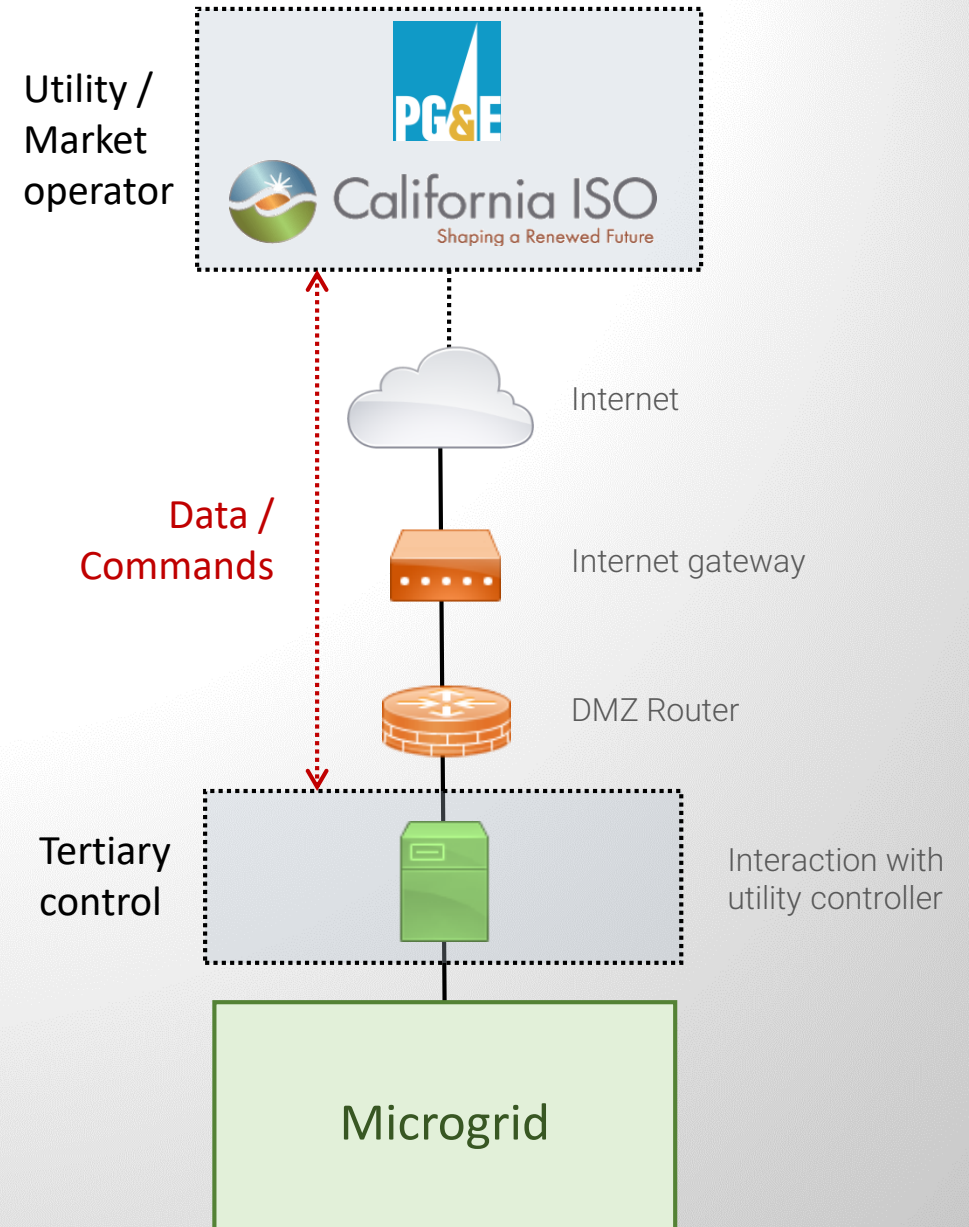 Utility /
Market
operator
PG&E
California ISO
Shaping a Renewed Future
Internet
Data /
Commands
Internet gateway
DMZ Router
Tertiary
control
Interaction with
utility controller
Microgrid